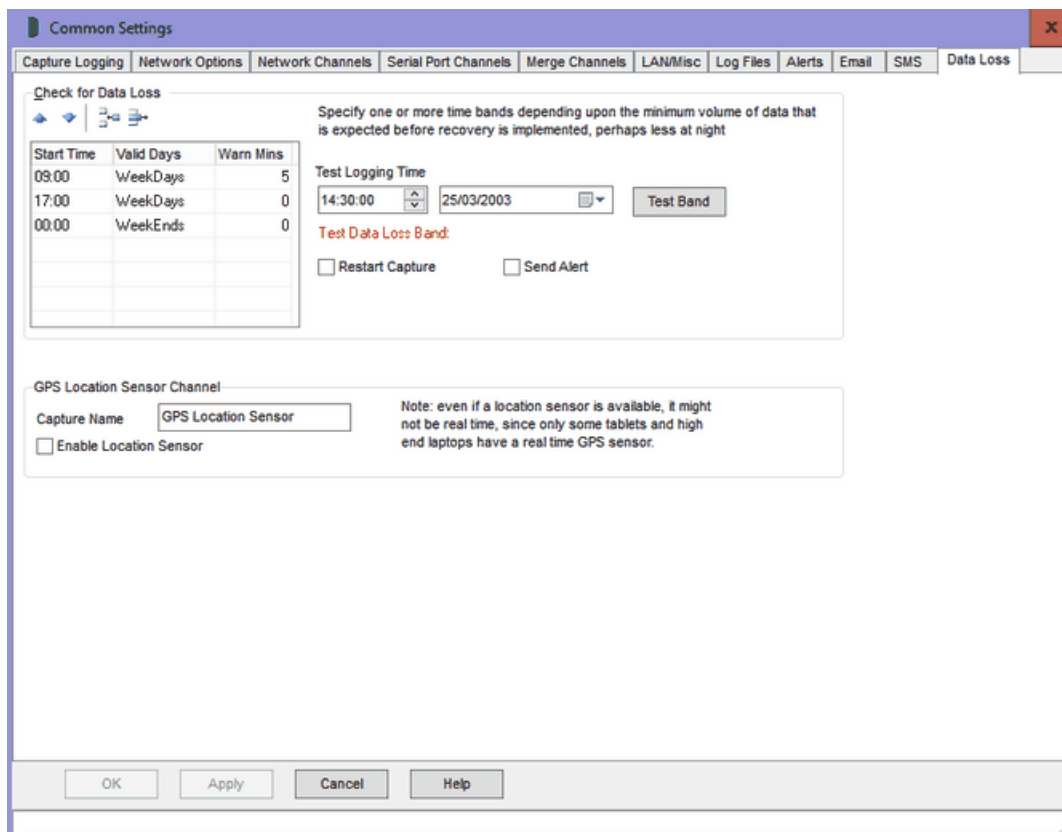 Common Settings
x
Capture Logging Network Options Network Channels Serial Port Channels Merge Channels LAN/Misc Log Files Alerts Email SMS Data Loss
Check for Data Loss
Specify one or more time bands depending upon the minimum volume of data that
is expected before recovery is implemented, perhaps less at night
Start Time Valid Days Warn Mins
09:00 WeekDays 5
17:00 WeekDays 0
00:00 WeekEnds 0
Test Logging Time
14:30:00 25/03/2003 Test Band
Test Data Loss Band:
Restart Capture Send Alert
GPS Location Sensor Channel
Capture Name GPS Location Sensor
Enable Location Sensor
Note: even if a location sensor is available, it might
not be real time, since only some tablets and high
end laptops have a real time GPS sensor.
OK Apply Cancel Help